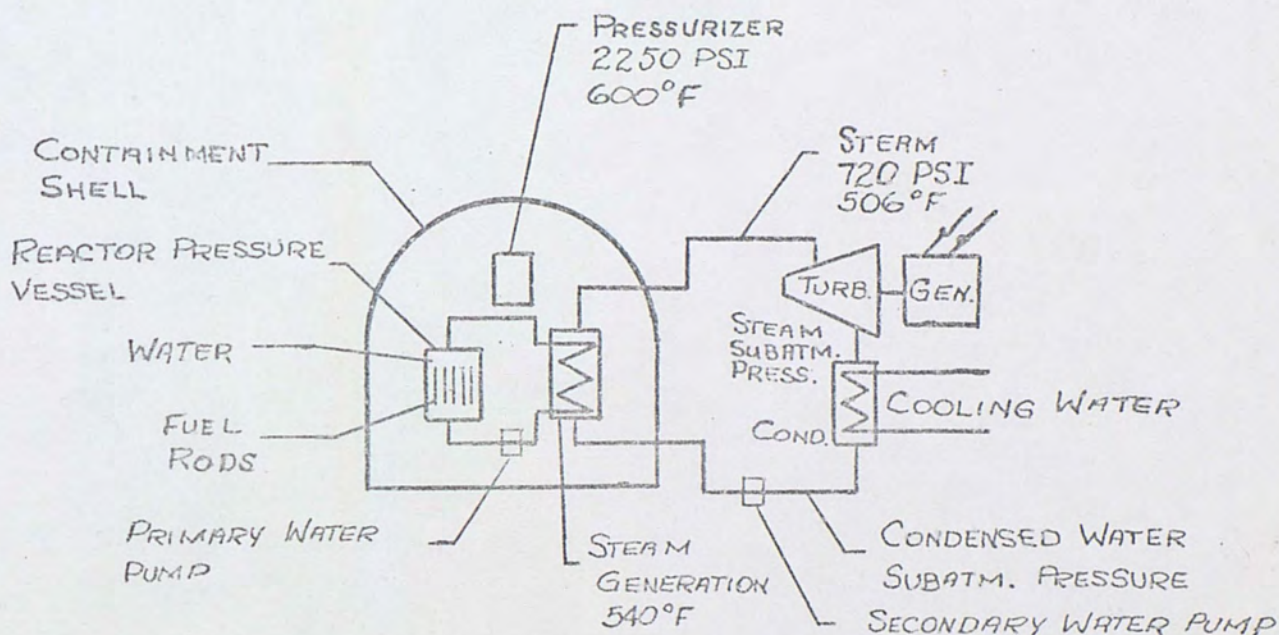 PRESSURIZER
2250 PSI
600°F
CONTAINMENT
SHELL
STEAM
720 PSI
506°F
REACTOR PRESSURE
VESSEL
TURB.
GEN.
WATER
STEAM
SUBATM.
PRESS.
COOLING WATER
FUEL
RODS
COND.
PRIMARY WATER
PUMP
STEAM
GENERATION
540°F
CONDENSED WATER
SUBATM. PRESSURE
SECONDARY WATER PUMP